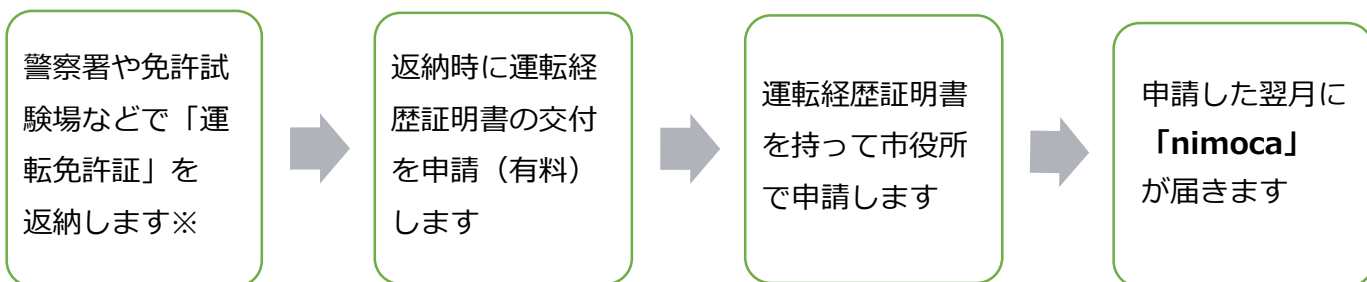 警察署や免許試
験場などで「運
転免許証」を
返納します※
返納時に運転経
歴証明書の交付
を申請（有料）
します
運転経歴証明書
を持って市役所
で申請します
申請した翌月に
「nimoca」
が届きます